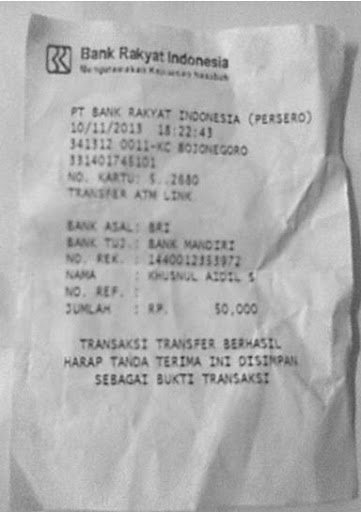 Bank Rakyat Indonesia
Mengutamakan Kepuasan Nasabah
PT BANK RAKYAT INDONESIA (PERSERO)
10/11/2013 18:22:43
341312 0011-KC BOJONEGORO
331401746101
NO. KARTU: 5..2680
TRANSFER ATM LINK
BANK ASAL : BRI
BANK TUJ. : BANK MANDIRI
NO. REK. : 1440012353972
NAMA : KHUSNUL AIDIL S
NO. REF. :
JUMLAH : RP. 50,000
TRANSAKSI TRANSFER BERHASIL
HARAP TANDA TERIMA INI DISIMPAN
SEBAGAI BUKTI TRANSAKSI